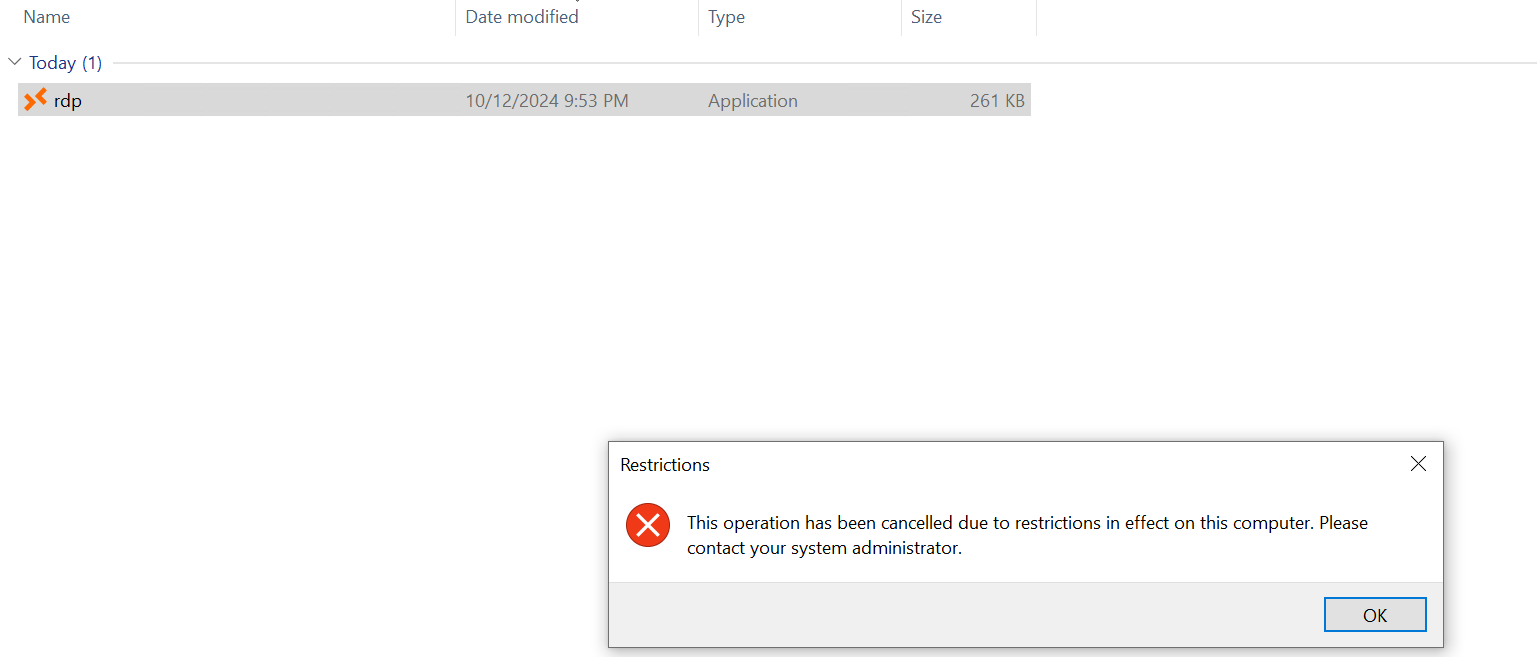 Name Date modified Type Size
Today (1)
rdp 10/12/2024 9:53 PM Application 261 KB
Restrictions
This operation has been cancelled due to restrictions in effect on this computer. Please
contact your system administrator.
OK